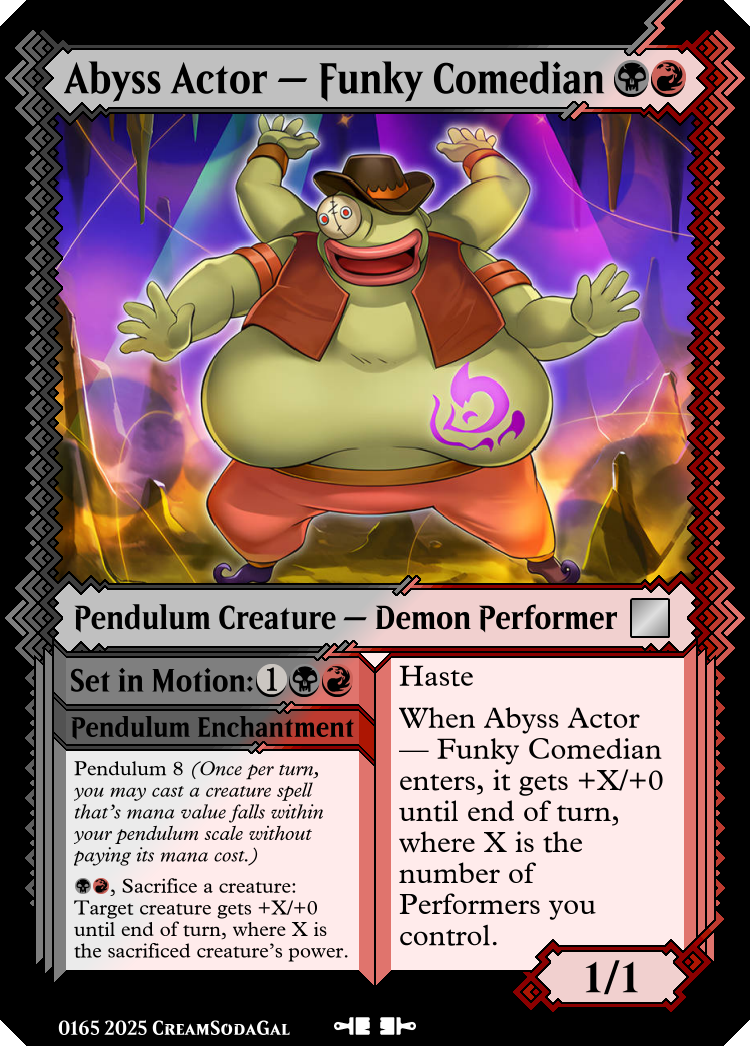 Abyss Actor — Funky Comedian
Pendulum Creature — Demon Performer
Set in Motion: 1
Pendulum Enchantment
Pendulum 8 (Once per turn,
you may cast a creature spell
that's mana value falls within
your pendulum scale without
paying its mana cost.)
, Sacrifice a creature:
Target creature gets +X/+0
until end of turn, where X is
the sacrificed creature's power.
Haste
When Abyss Actor
— Funky Comedian
enters, it gets +X/+0
until end of turn,
where X is the
number of
Performers you
control.
1/1
0165 2025 CreamSodaGal